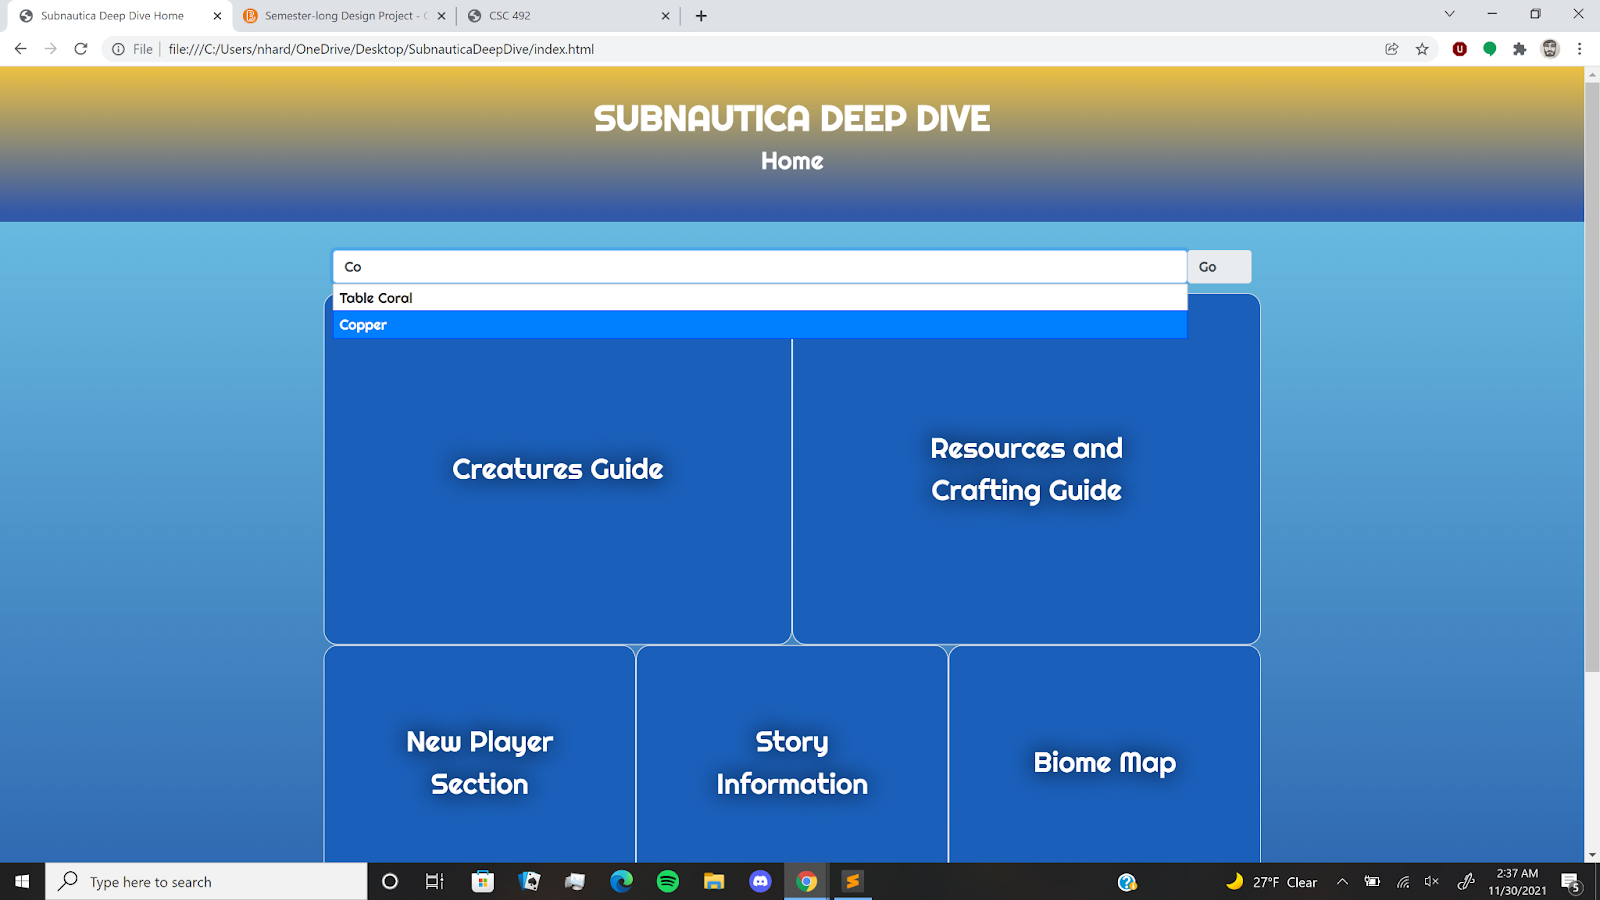 Subnautica Deep Dive Home
Semester-long Design Project - C
CSC 492
File
file:///C:/Users/nhard/OneDrive/Desktop/SubnauticaDeepDive/index.html
SUBNAUTICA DEEP DIVE
Home
Co
Go
Table Coral
Copper
Creatures Guide
Resources and
Crafting Guide
New Player
Section
Story
Information
Biome Map
Type here to search
27°F Clear
2:37 AM
11/30/2021
5